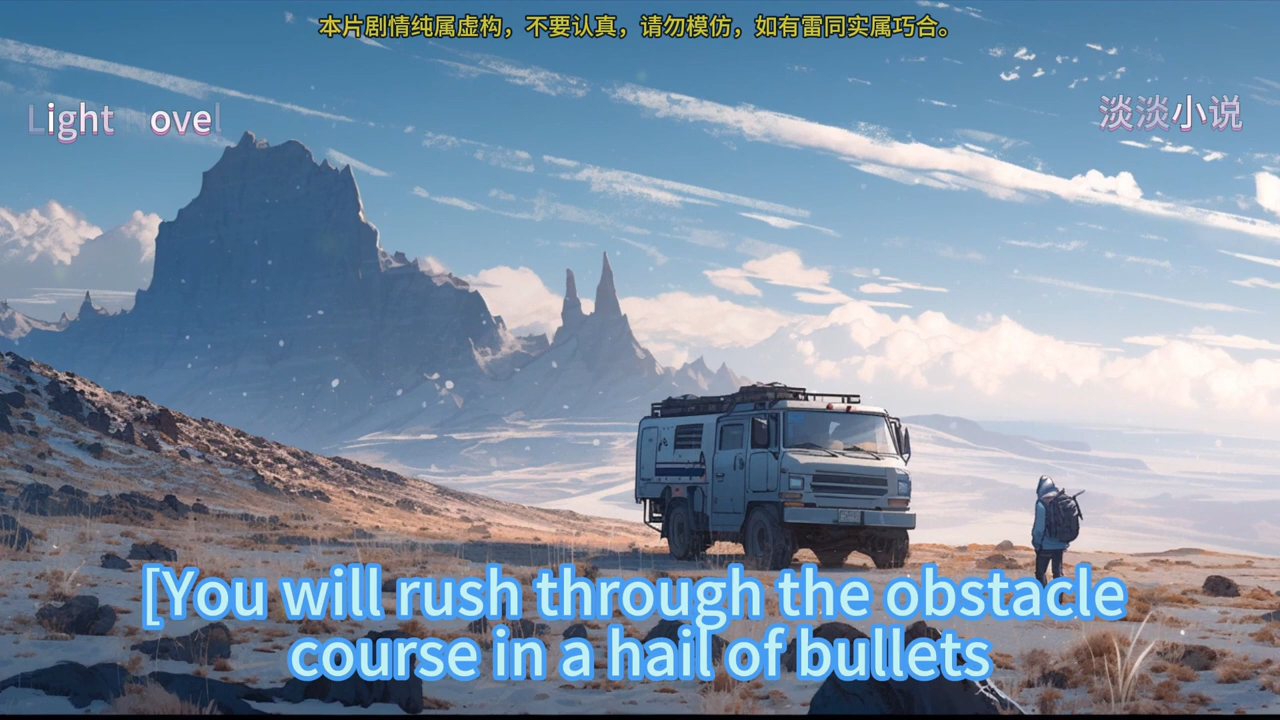 本片剧情纯属虚构，不要认真，请勿模仿，如有雷同实属巧合。
Light Novel
淡淡小说
[You will rush through the obstacle
course in a hail of bullets